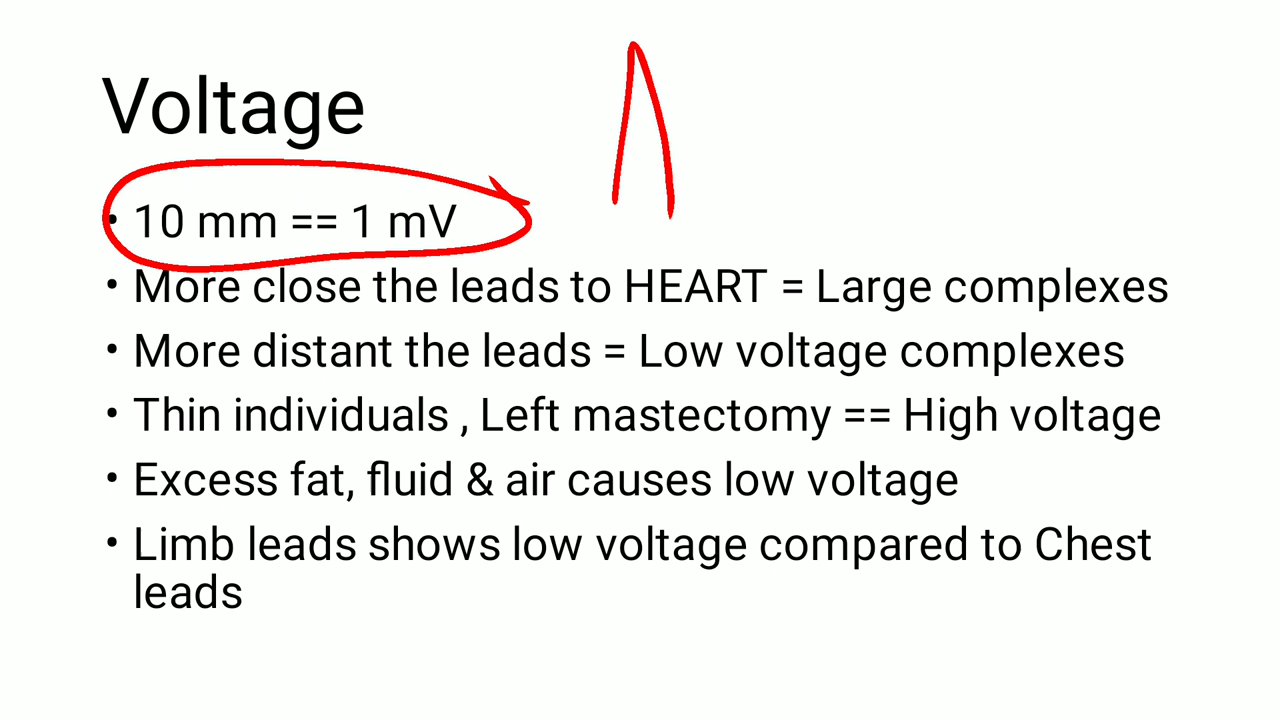 Voltage
• 10 mm == 1 mV
• More close the leads to HEART = Large complexes
• More distant the leads = Low voltage complexes
• Thin individuals , Left mastectomy == High voltage
• Excess fat, fluid & air causes low voltage
• Limb leads shows low voltage compared to Chest
leads